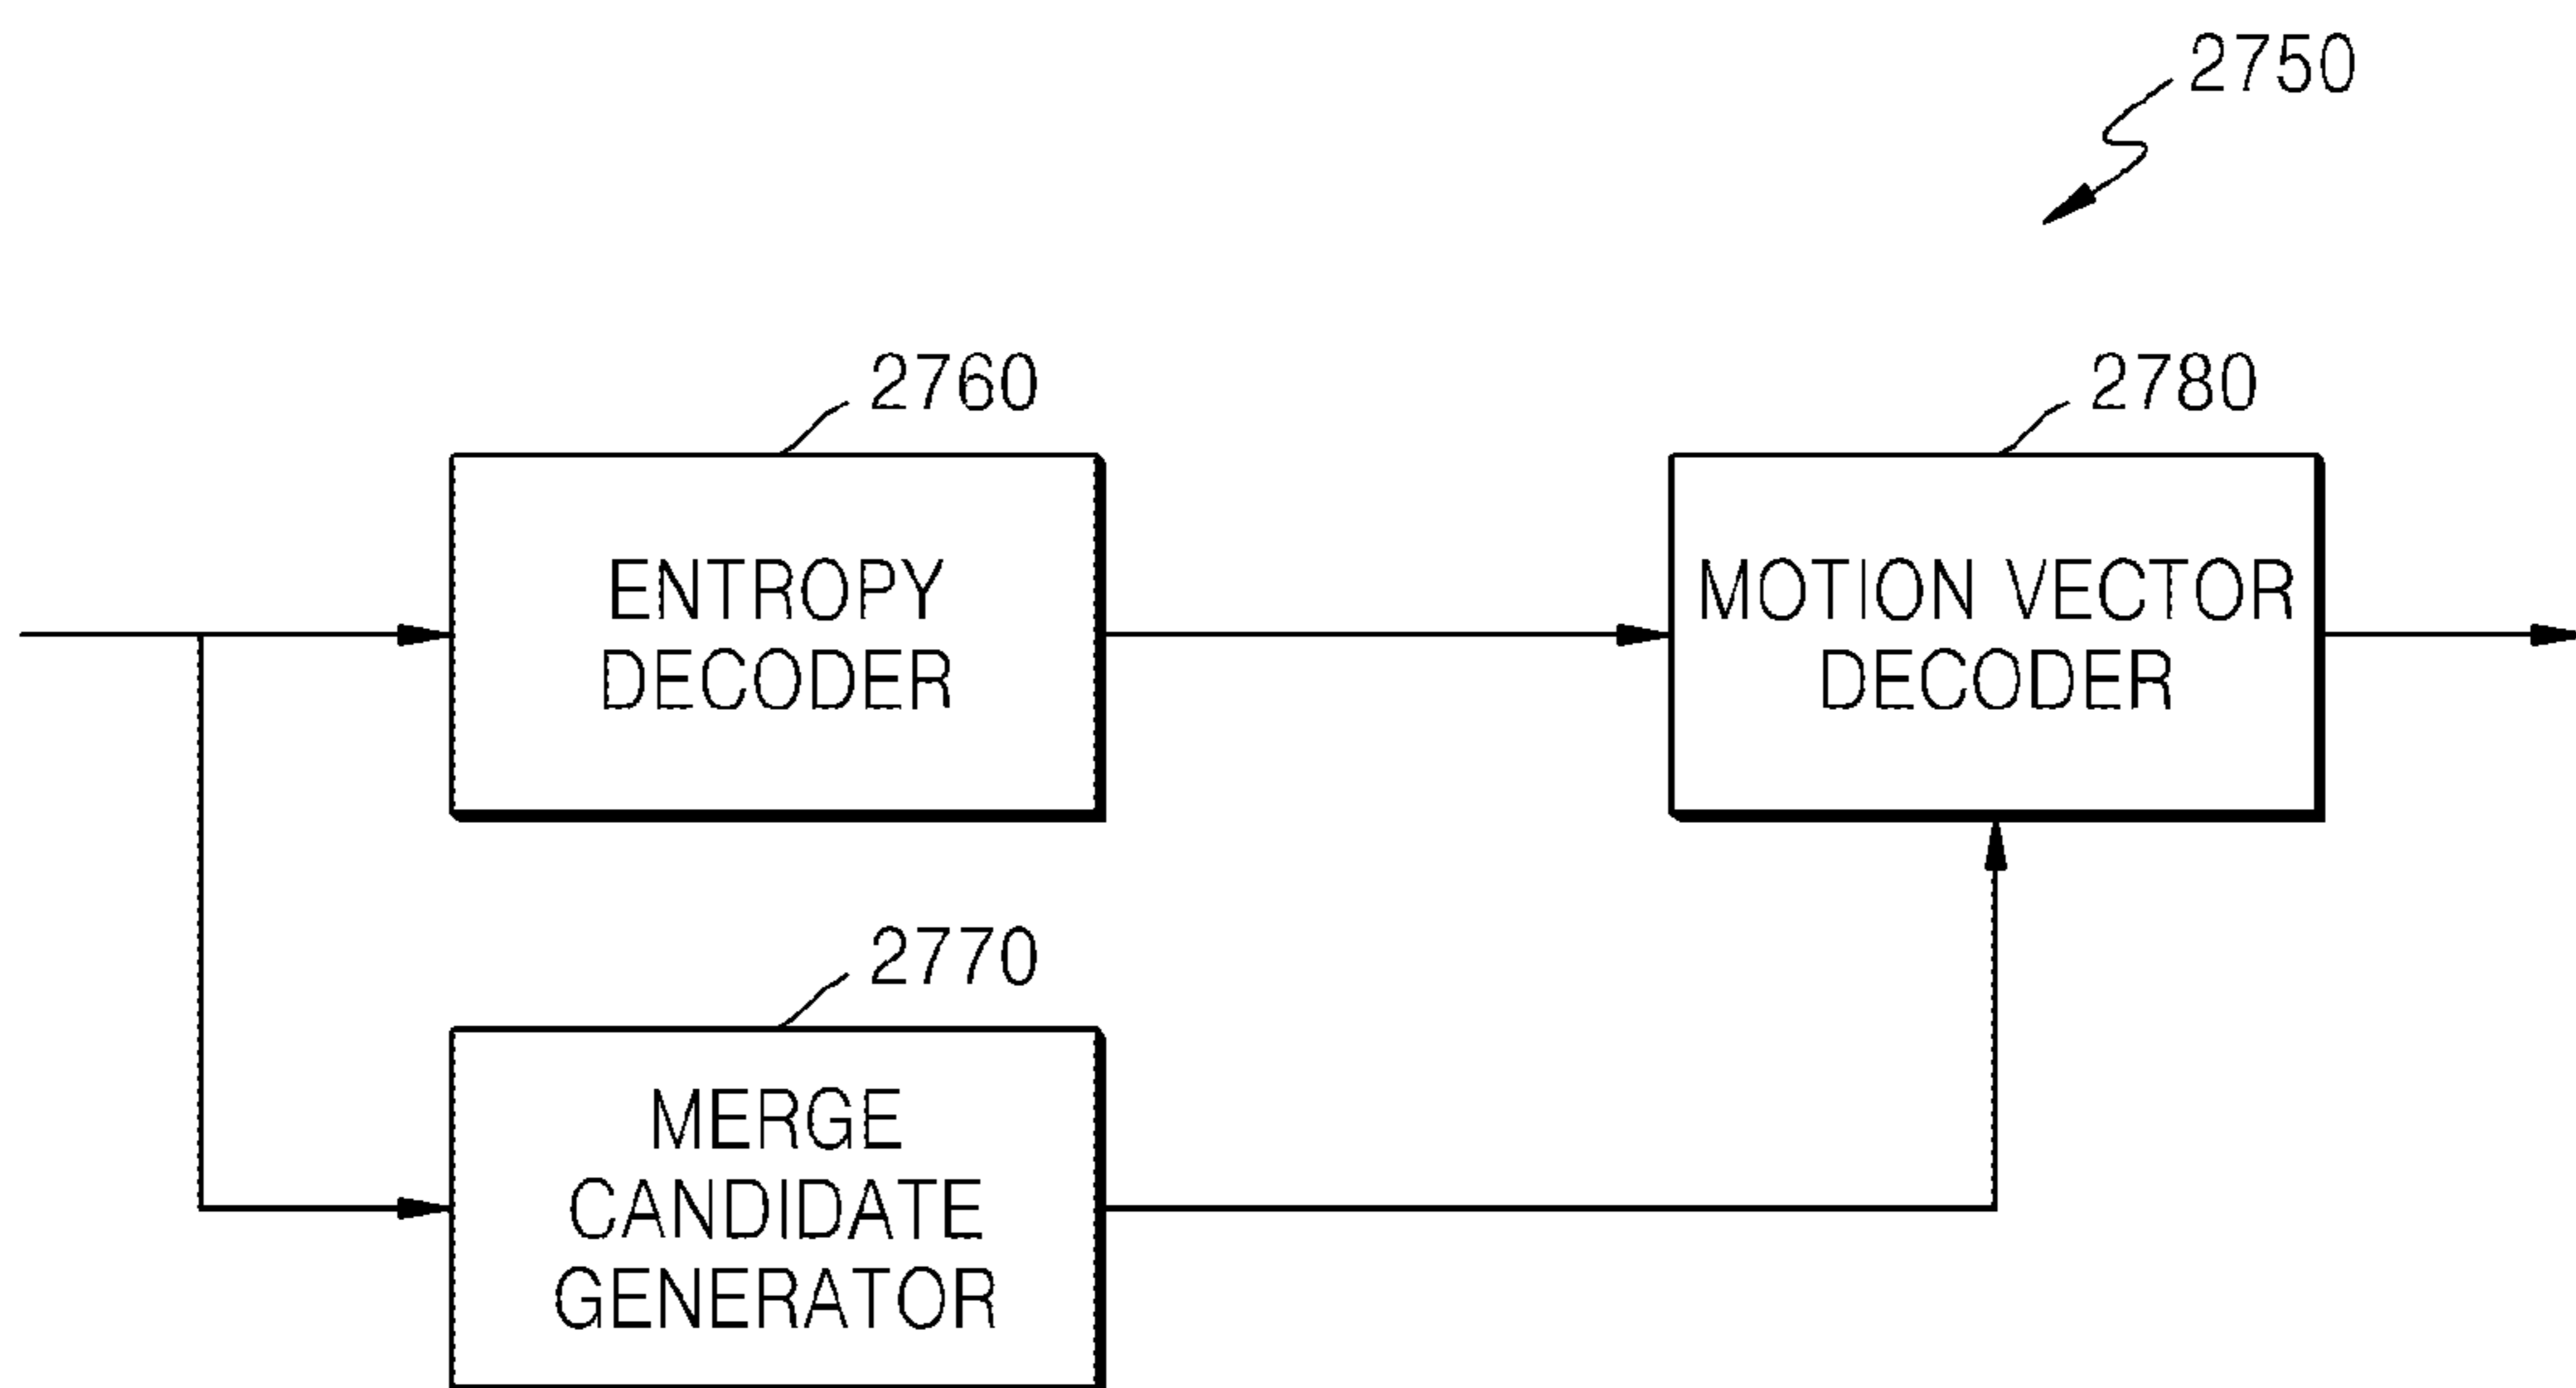 2750
2760
ENTROPY
DECODER
2780
MOTION VECTOR
DECODER
2770
MERGE
CANDIDATE
GENERATOR